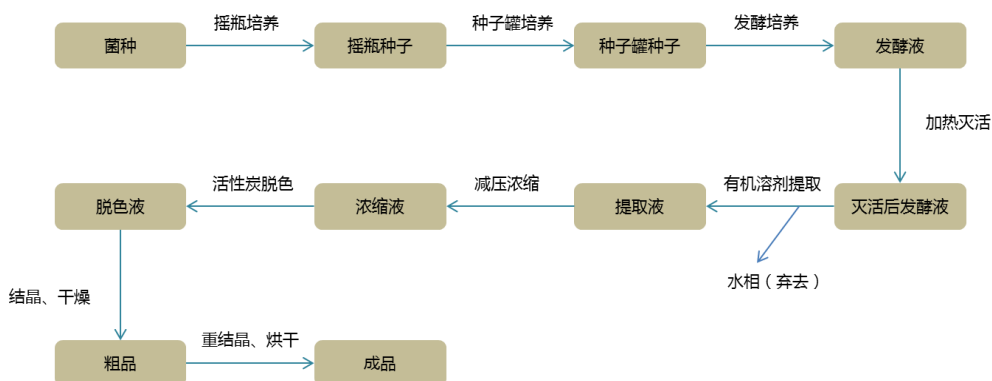 菌种
摇瓶培养
摇瓶种子
种子罐培养
种子罐种子
发酵培养
发酵液
加热灭活
灭活后发酵液
有机溶剂提取
水相（弃去）
提取液
减压浓缩
浓缩液
活性炭脱色
脱色液
结晶、干燥
粗品
重结晶、烘干
成品